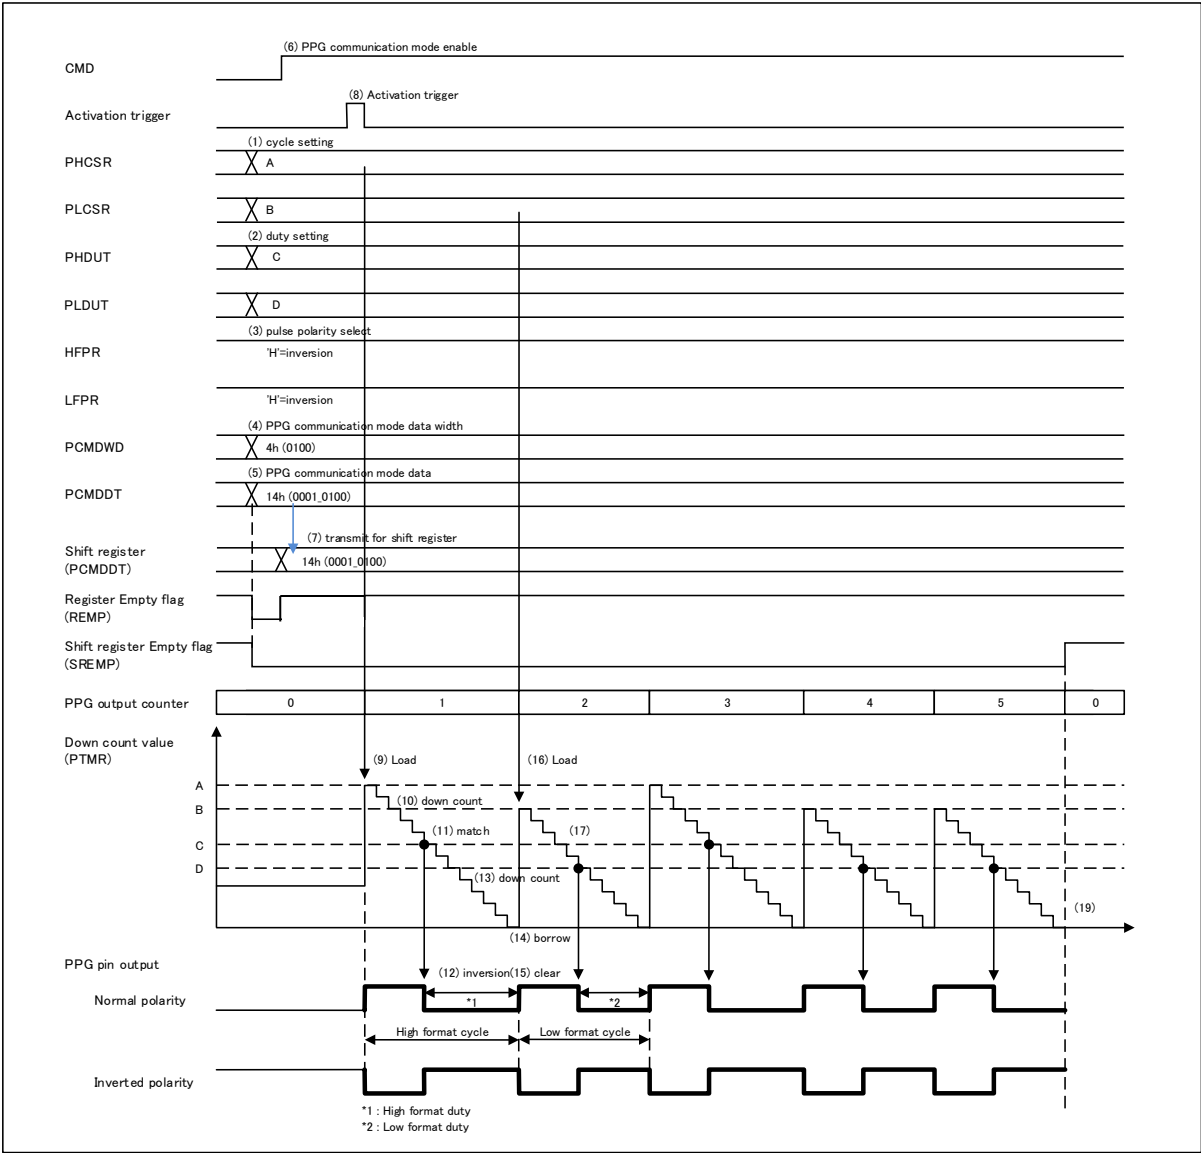 (6) PPG communication mode enable
CMD
(8) Activation trigger
Activation trigger
(1) cycle setting
PHCSR
A
PLCSR
B
(2) duty setting
PHDUT
C
PLDUT
D
(3) pulse polarity select
HFPR
'H'=inversion
LFPR
'H'=inversion
(4) PPG communication mode data width
PCMDWD
4h (0100)
(5) PPG communication mode data
PCMDDT
14h (0001_0100)
(7) transmit for shift register
Shift register
(PCMDDT)
14h (0001_0100)
Register Empty flag
(REMP)
Shift register Empty flag
(SREMP)
PPG output counter
0 1 2 3 4 5 0
Down count value
(PTMR)
(9) Load
(16) Load
A
(10) down count
B
(11) match
(17)
C
D
(13) down count
(19)
(14) borrow
PPG pin output
(12) inversion(15) clear
Normal polarity
*1
*2
High format cycle
Low format cycle
Inverted polarity
*1 : High format duty
*2 : Low format duty